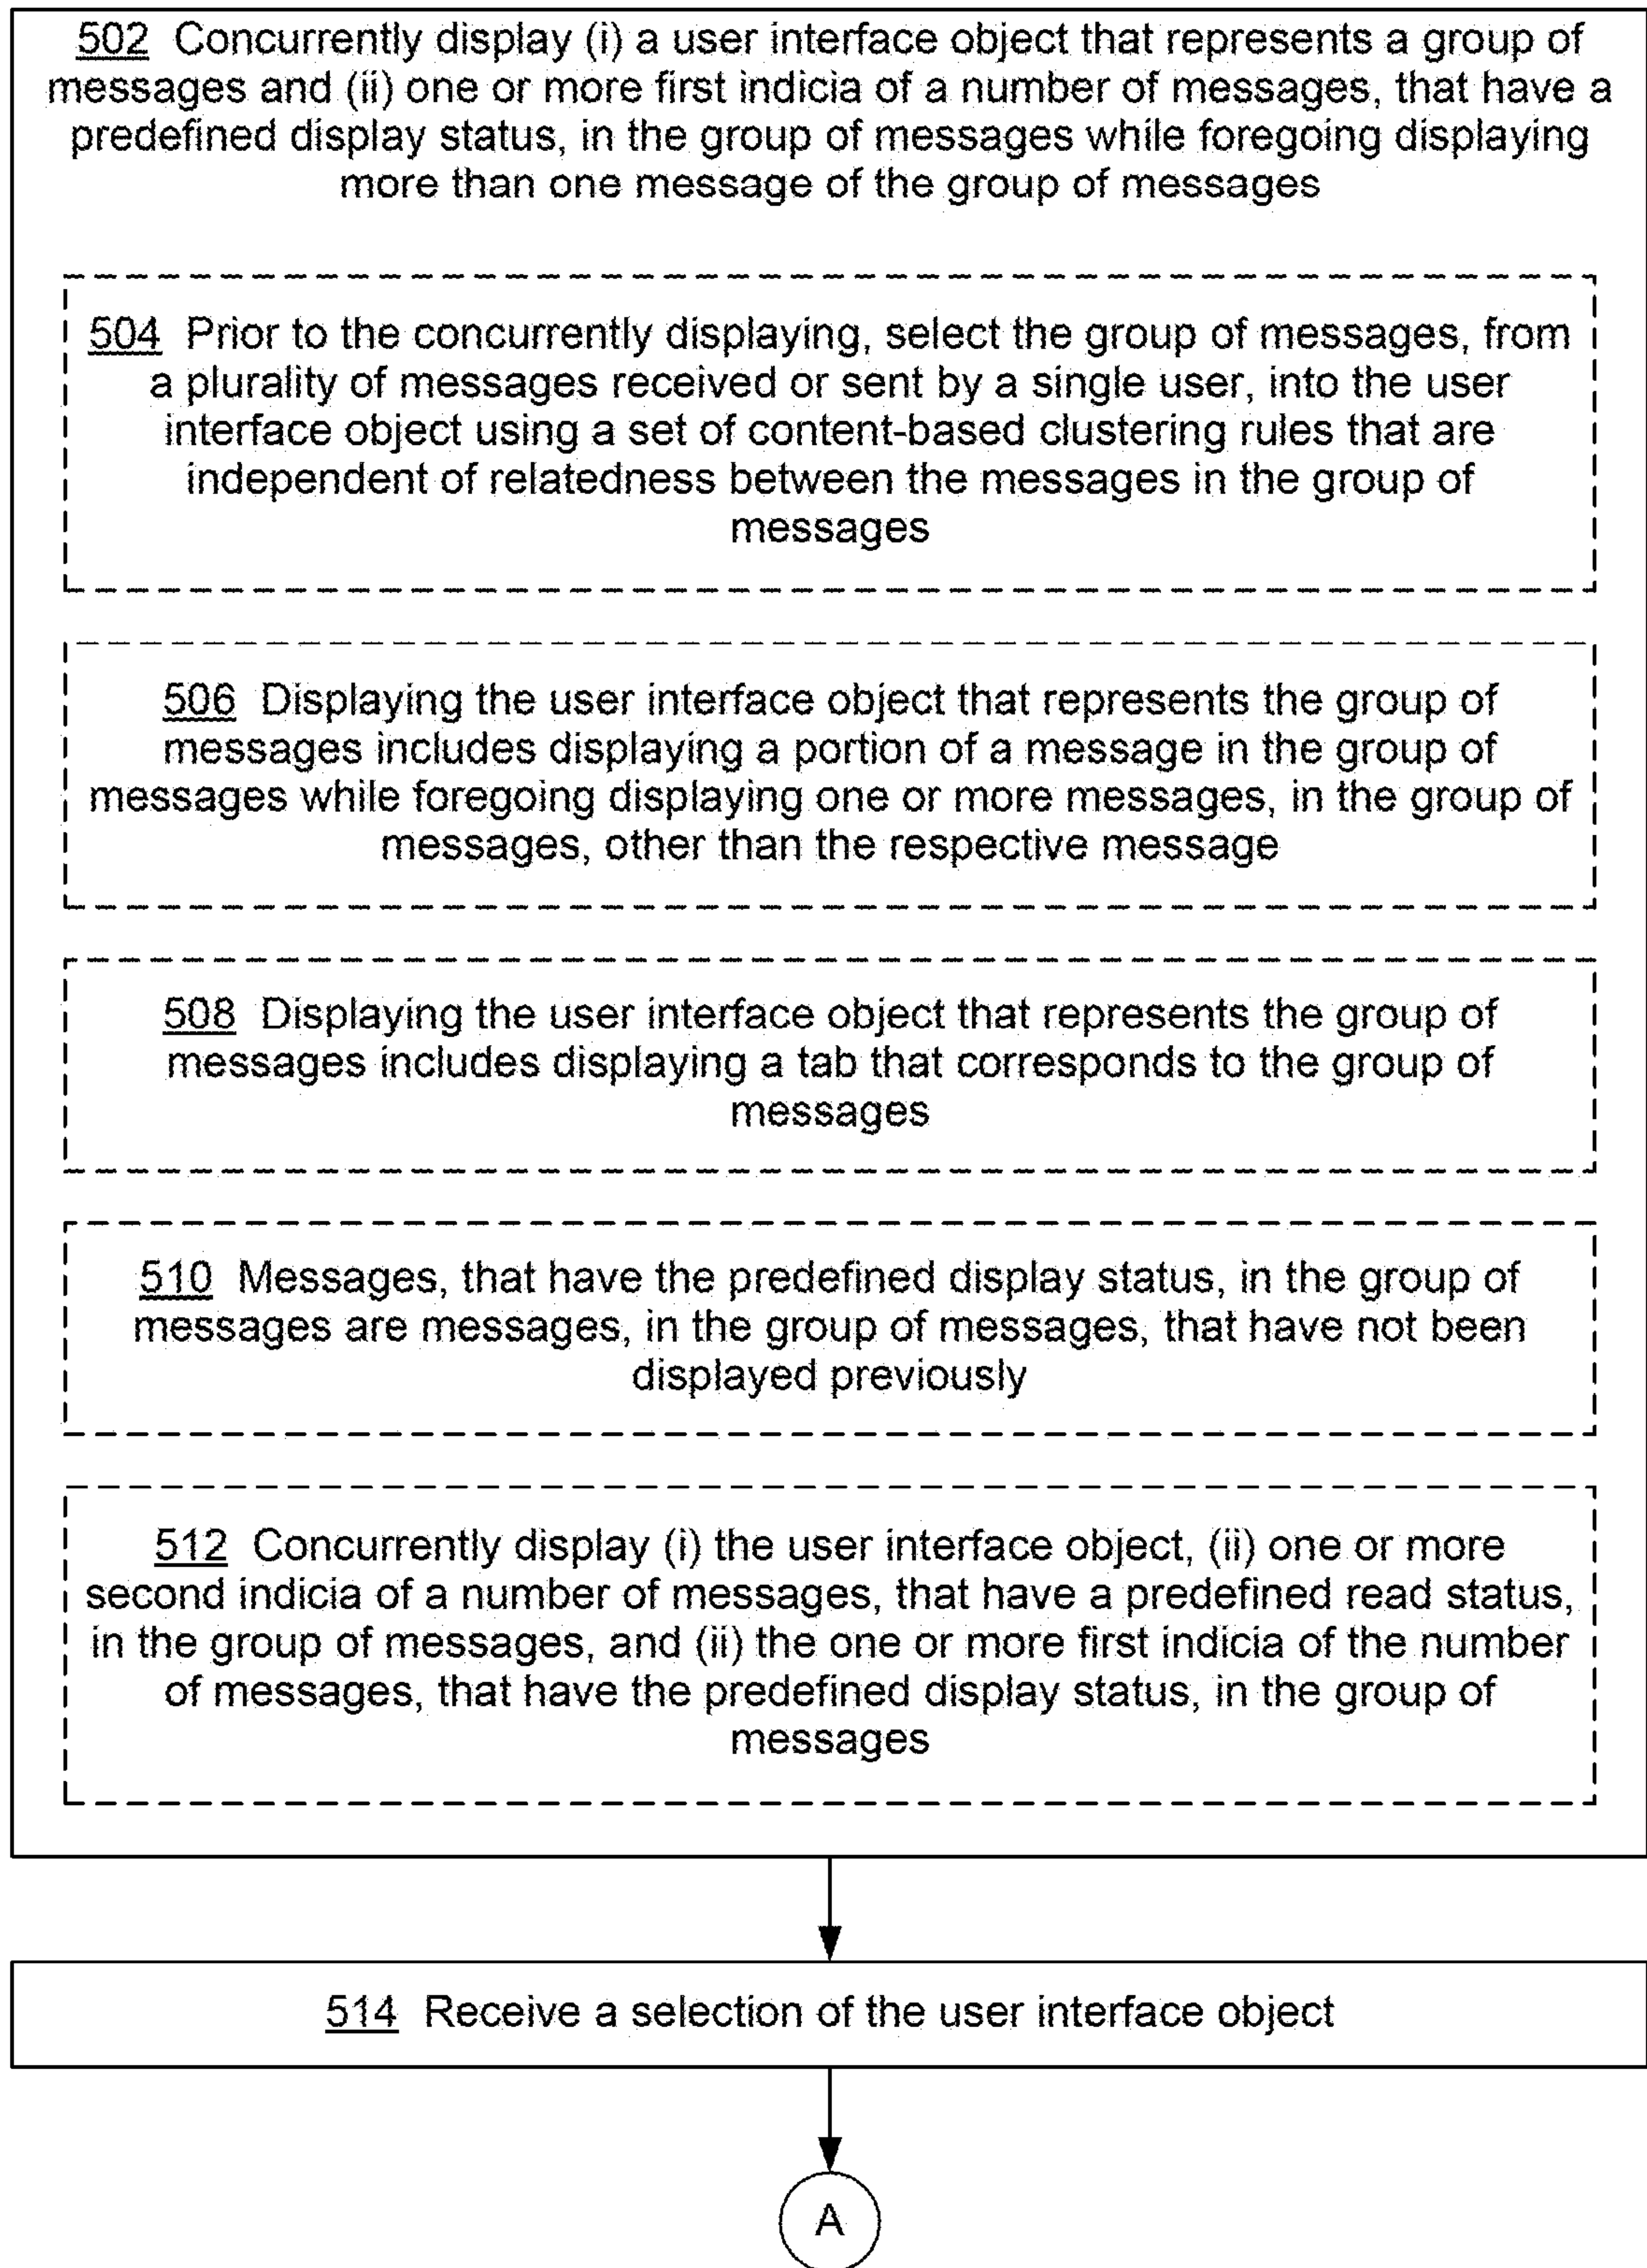 502 Concurrently display (i) a user interface object that represents a group of
messages and (ii) one or more first indicia of a number of messages, that have a
predefined display status, in the group of messages while foregoing displaying
more than one message of the group of messages
504 Prior to the concurrently displaying, select the group of messages, from
a plurality of messages received or sent by a single user, into the user
interface object using a set of content-based clustering rules that are
independent of relatedness between the messages in the group of
messages
506 Displaying the user interface object that represents the group of
messages includes displaying a portion of a message in the group of
messages while foregoing displaying one or more messages, in the group of
messages, other than the respective message
508 Displaying the user interface object that represents the group of
messages includes displaying a tab that corresponds to the group of
messages
510 Messages, that have the predefined display status, in the group of
messages are messages, in the group of messages, that have not been
displayed previously
512 Concurrently display (i) the user interface object, (ii) one or more
second indicia of a number of messages, that have a predefined read status,
in the group of messages, and (ii) the one or more first indicia of the number
of messages, that have the predefined display status, in the group of
messages
514 Receive a selection of the user interface object
A